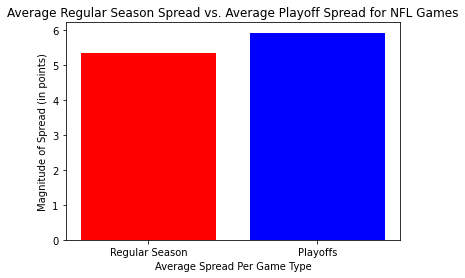 Average Regular Season Spread vs. Average Playoff Spread for NFL Games
Magnitude of Spread (in points)
6
5
4
3
2
1
0
Regular Season
Playoffs
Average Spread Per Game Type